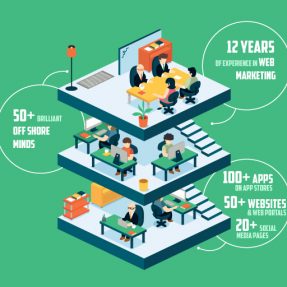 12 YEARS
OF EXPERIENCE IN WEB
MARKETING
50+ BRILLIANT
OFF SHORE
MINDS
100+ APPS
ON APP STORES
50+ WEBSITES
& WEB PORTALS
20+ SOCIAL
MEDIA PAGES